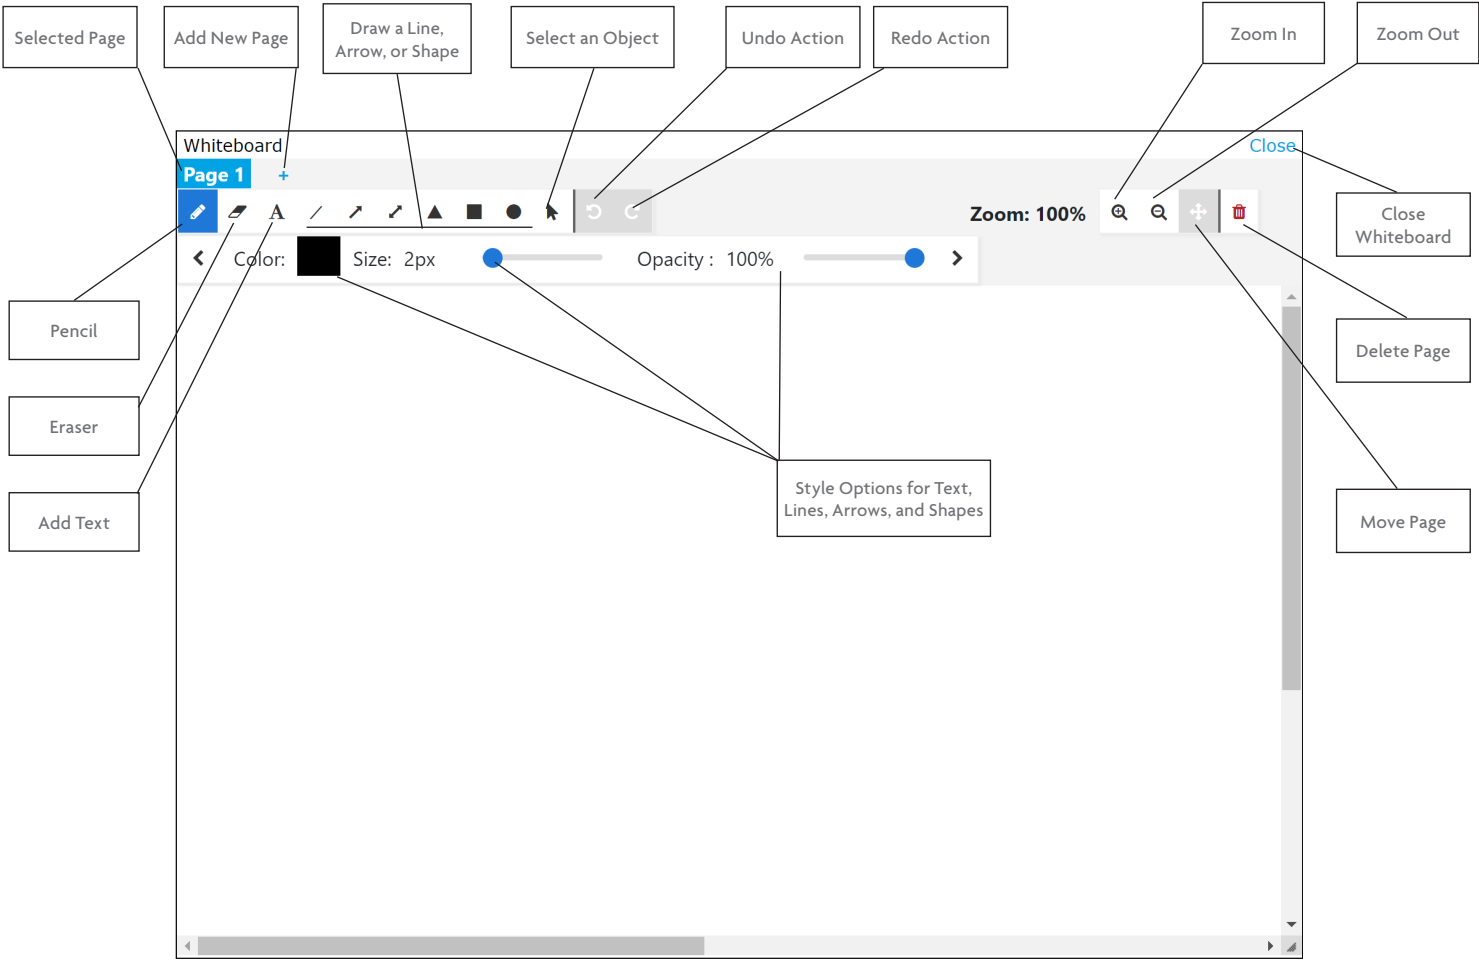 Selected Page
Add New Page
Draw a Line,
Arrow, or Shape
Select an Object
Undo Action
Redo Action
Zoom In
Zoom Out
Whiteboard
Close
Page 1
+
A
Zoom: 100%
Close
Whiteboard
Color:
Size: 2px
Opacity : 100%
Pencil
Delete Page
Eraser
Style Options for Text,
Lines, Arrows, and Shapes
Add Text
Move Page